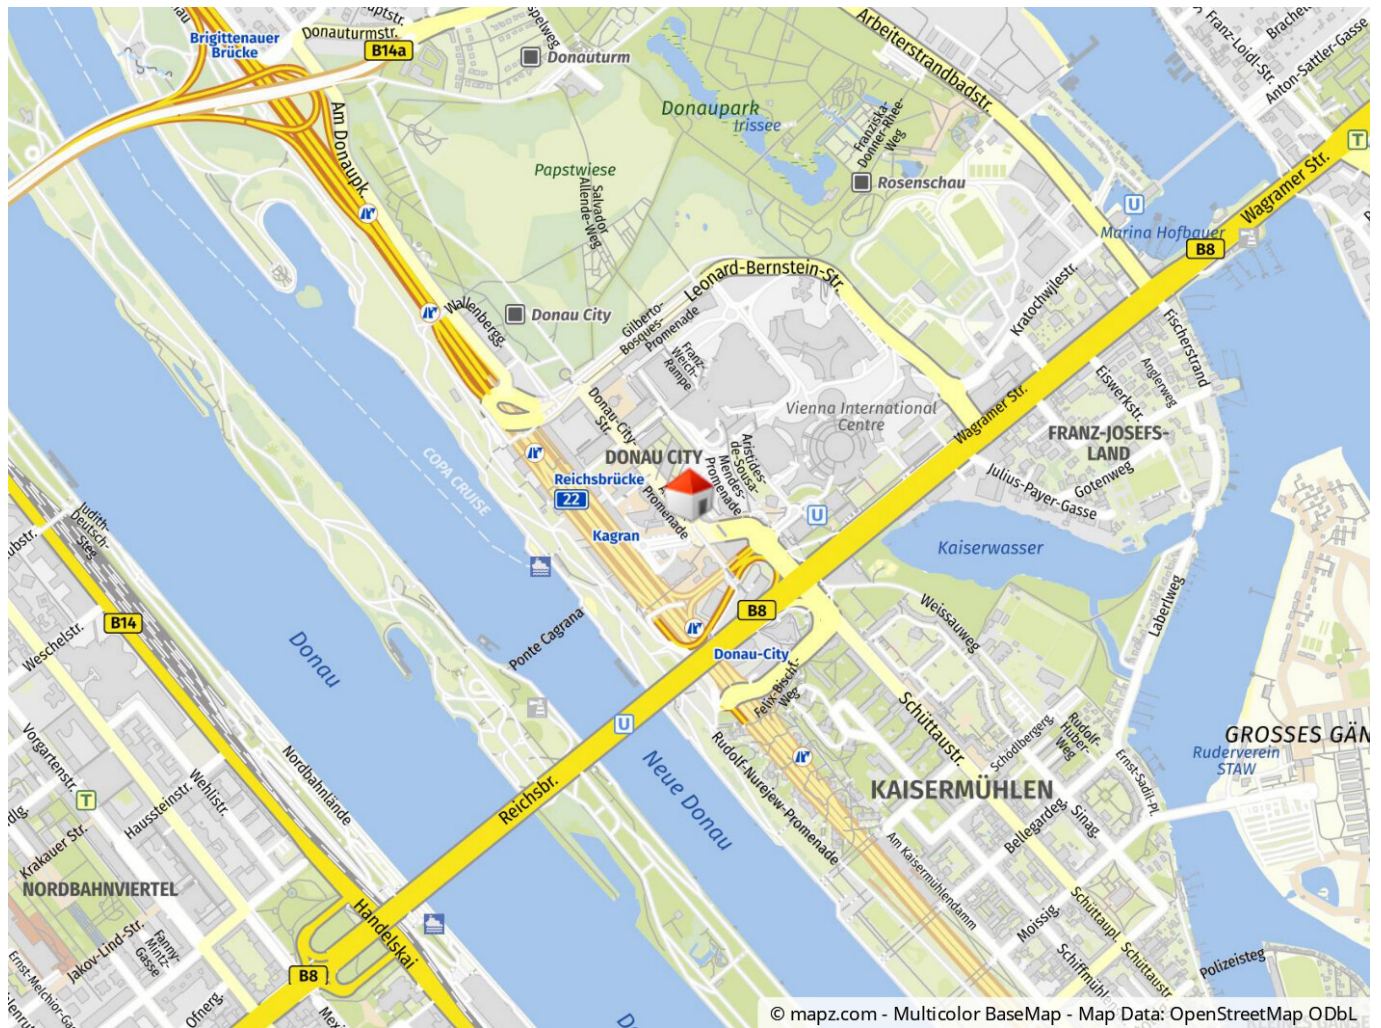 Donauturmstr.
Brigittenauer
Brücke
B14a
Spelweg
Donauturm
Arbeiterstrandbadstr.
Franz-Loidl-Str.
Anton-Sattler-Gasse
Am Donaupk.
Donaupark
Irissee
Franziska-
Donner-Rhee-
Weg
T
Papstwiese
Salvador
Allende-Weg
Rosenschau
Wagramer Str.
U
Marina Hofbauer
B8
Leonard-Bernstein-Str.
Wallenbergg.
Donau City
Gilberto-
Bosques-
Promenade
Kratochwjlestr.
Fischerstrand
Franz-
Weich-
Rampe
Anglerweg
Eiswerkstr.
Donau-City-
Str.
Vienna International
Centre
Wagramer Str.
FRANZ-JOSEFS-
LAND
Aristides-
de-Sousa-
Mendes-
Promenade
DONAU CITY
COPA CRUISE
Reichsbrücke
22
Promenade
Julius-Payer-Gasse
Gotenweg
U
Kagran
Kaiserwasser
Judith-
Deutsch-
Steg
B14
Weschelstr.
Ponte Cagrana
B8
Weissauweg
Laberlweg
Donau
Donau-City
Felix-Bischf.-
Weg
Schüttaustr.
Schödlbergerg.
Rudolf-
Huber-
Weg
U
Vorgartenstr.
Nordbahnlände
Wehlistr.
Haussteinstr.
Reichsbr.
Neue Donau
Rudolf-Nurejew-Promenade
KAISERMÜHLEN
GROSSES GÄN
Ruderverein
STAW
Ernst-Sadil-Pl.
T
Krakauer Str.
Bellegardeg.
Sinag.
Am Kaisermühlendamm
NORDBAHNVIERTEL
Handelskai
Schüttaupl.
Moissig.
Jakov-Lind-Str.
Fanny-
Mintz-
Gasse
Schüttaustr.
Polizeisteg
B8
Ofnerg.
© mapz.com - Multicolor BaseMap - Map Data: OpenStreetMap ODbL